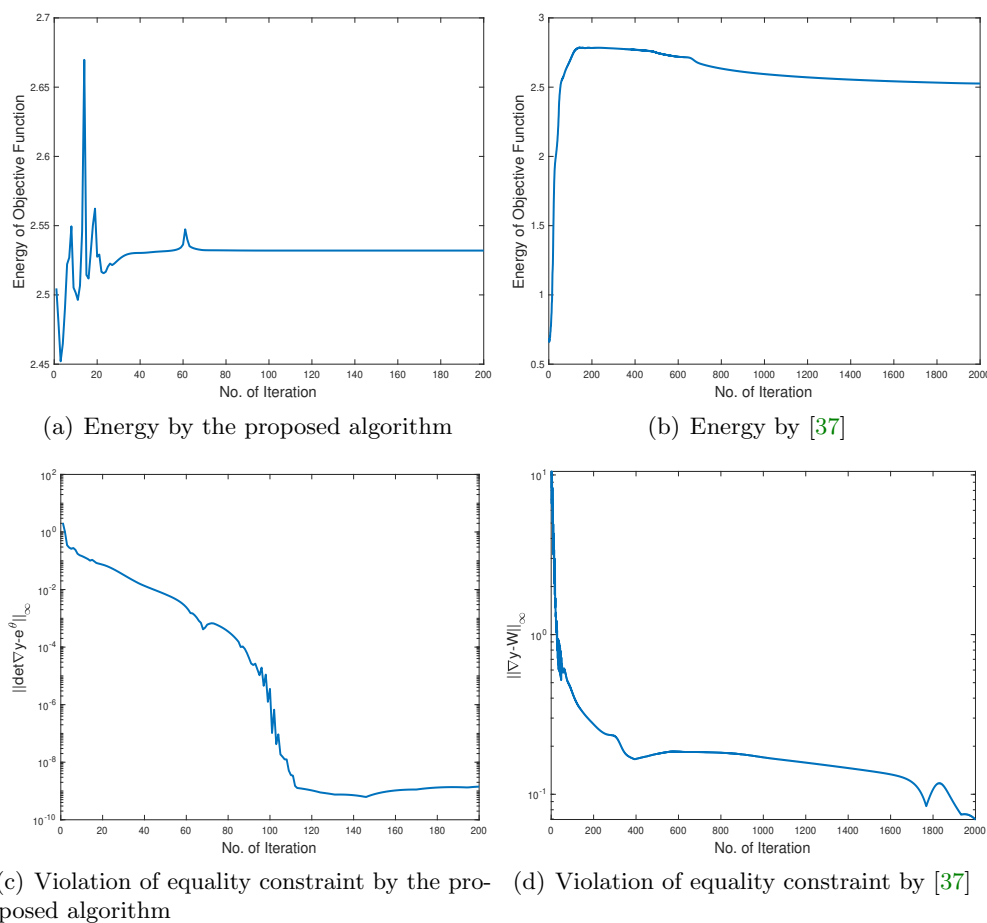 2.7
2.65
2.6
2.55
2.5
2.45
Energy of Objective Function
0 20 40 60 80 100 120 140 160 180 200
No. of Iteration
(a) Energy by the proposed algorithm
3
2.5
2
1.5
1
0.5
Energy of Objective Function
0 200 400 600 800 1000 1200 1400 1600 1800 2000
No. of Iteration
(b) Energy by [37]
10^2
10^0
10^-2
10^-4
10^-6
10^-8
10^-10
||det∇y-e^θ||_∞
0 20 40 60 80 100 120 140 160 180 200
No. of Iteration
(c) Violation of equality constraint by the pro-
posed algorithm
10^1
10^0
10^-1
||∇y-W||_∞
0 200 400 600 800 1000 1200 1400 1600 1800 2000
No. of Iteration
(d) Violation of equality constraint by [37]